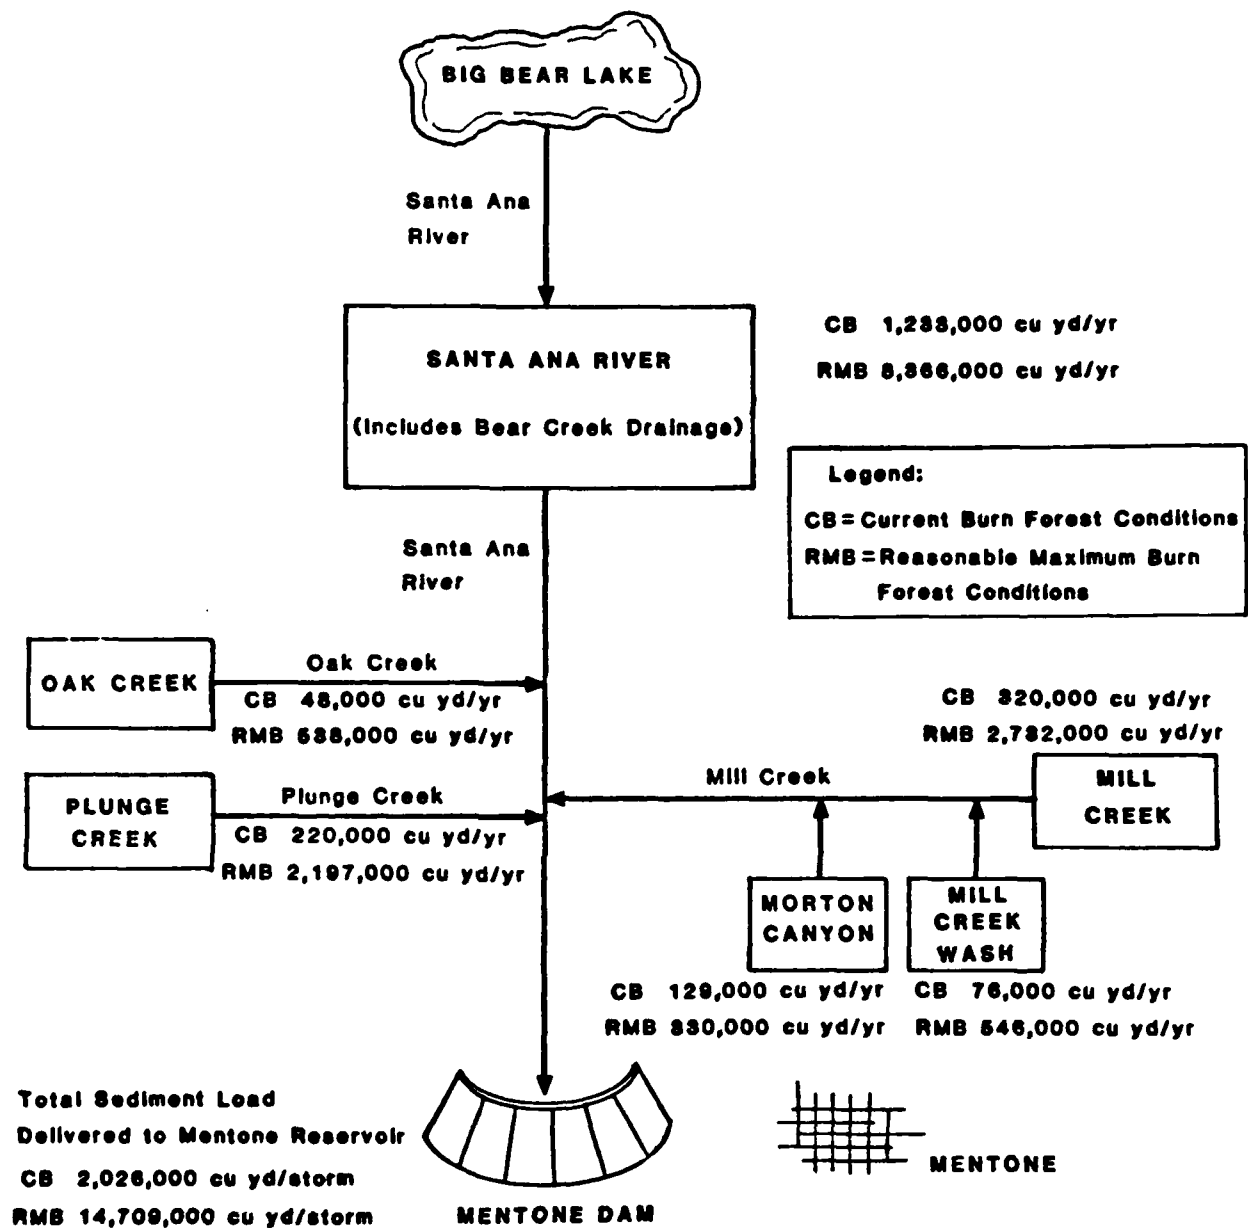 BIG BEAR LAKE
Santa Ana
River
SANTA ANA RIVER
(Includes Bear Creek Drainage)
CB 1,233,000 cu yd/yr
RMB 8,366,000 cu yd/yr
Legend:
CB=Current Burn Forest Conditions
RMB=Reasonable Maximum Burn
Forest Conditions
Santa Ana
River
OAK CREEK
Oak Creek
CB 48,000 cu yd/yr
RMB 538,000 cu yd/yr
CB 320,000 cu yd/yr
RMB 2,732,000 cu yd/yr
PLUNGE
CREEK
Plunge Creek
CB 220,000 cu yd/yr
RMB 2,197,000 cu yd/yr
Mill Creek
MILL
CREEK
MORTON
CANYON
MILL
CREEK
WASH
CB 129,000 cu yd/yr
RMB 330,000 cu yd/yr
CB 76,000 cu yd/yr
RMB 546,000 cu yd/yr
Total Sediment Load
Delivered to Mentone Reservoir
CB 2,026,000 cu yd/storm
RMB 14,709,000 cu yd/storm
MENTONE DAM
MENTONE